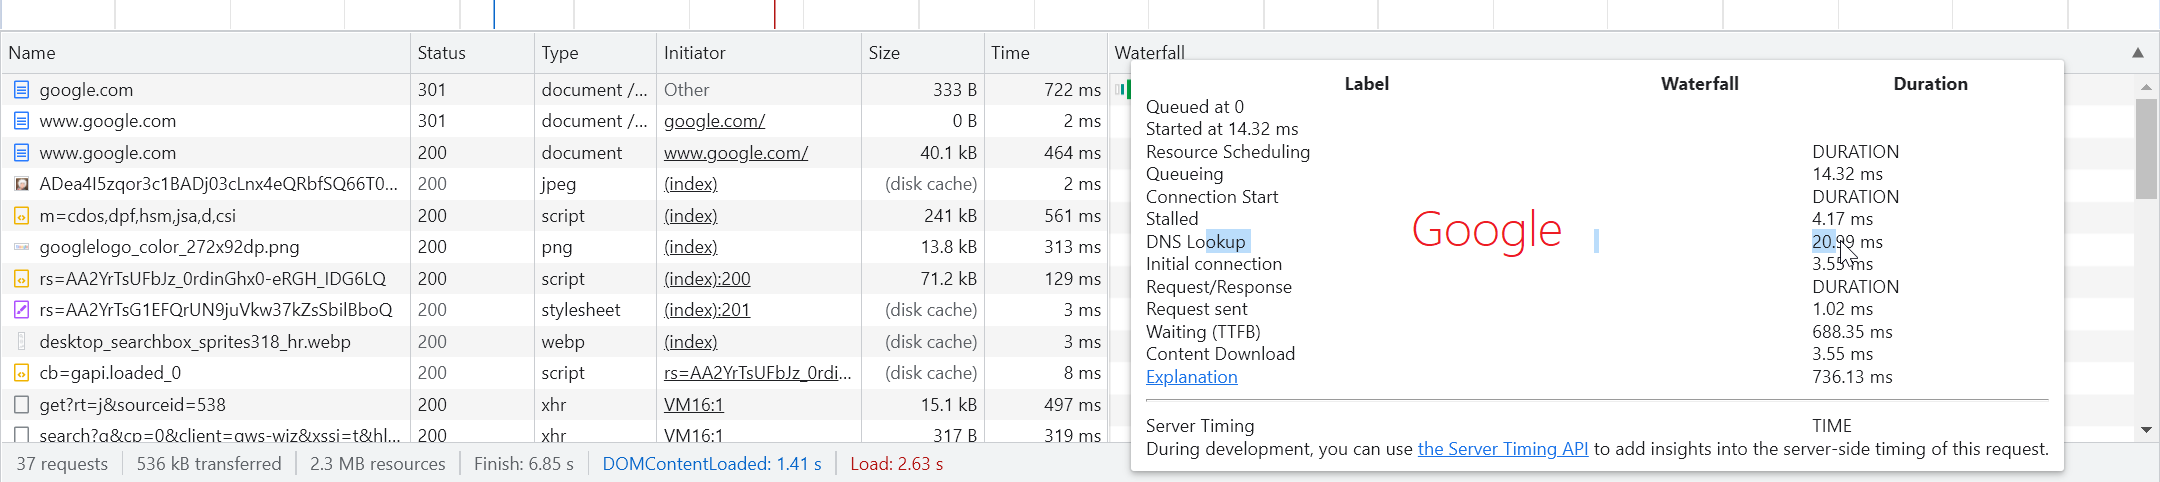 Name Status Type Initiator Size Time Waterfall
google.com 301 document /... Other 333 B 722 ms
www.google.com 301 document /... google.com/ 0 B 2 ms
www.google.com 200 document www.google.com/ 40.1 kB 464 ms
ADea4I5zqor3c1BADj03cLnx4eQRbfSQ66T0... 200 jpeg (index) (disk cache) 2 ms
m=cdos,dpf,hsm,jsa,d,csi 200 script (index) 241 kB 561 ms
googlelogo_color_272x92dp.png 200 png (index) 13.8 kB 313 ms
rs=AA2YrTsUFbJz_0rdinGhx0-eRGH_IDG6LQ 200 script (index):200 71.2 kB 129 ms
rs=AA2YrTsG1EFQrUN9juVkw37kZsSbilBboQ 200 stylesheet (index):201 (disk cache) 3 ms
desktop_searchbox_sprites318_hr.webp 200 webp (index) (disk cache) 3 ms
cb=gapi.loaded_0 200 script rs=AA2YrTsUFbJz_0rdi... (disk cache) 8 ms
get?rt=j&sourceid=538 200 xhr VM16:1 15.1 kB 497 ms
search?q&cp=0&client=gws-wiz&xssi=t&hl... 200 xhr VM16:1 317 B 319 ms
37 requests 536 kB transferred 2.3 MB resources Finish: 6.85 s DOMContentLoaded: 1.41 s Load: 2.63 s
Label Waterfall Duration
Queued at 0
Started at 14.32 ms
Resource Scheduling DURATION
Queueing 14.32 ms
Connection Start DURATION
Stalled 4.17 ms
Google
DNS Lookup 20.99 ms
Initial connection 3.55 ms
Request/Response DURATION
Request sent 1.02 ms
Waiting (TTFB) 688.35 ms
Content Download 3.55 ms
Explanation 736.13 ms
Server Timing TIME
During development, you can use the Server Timing API to add insights into the server-side timing of this request.